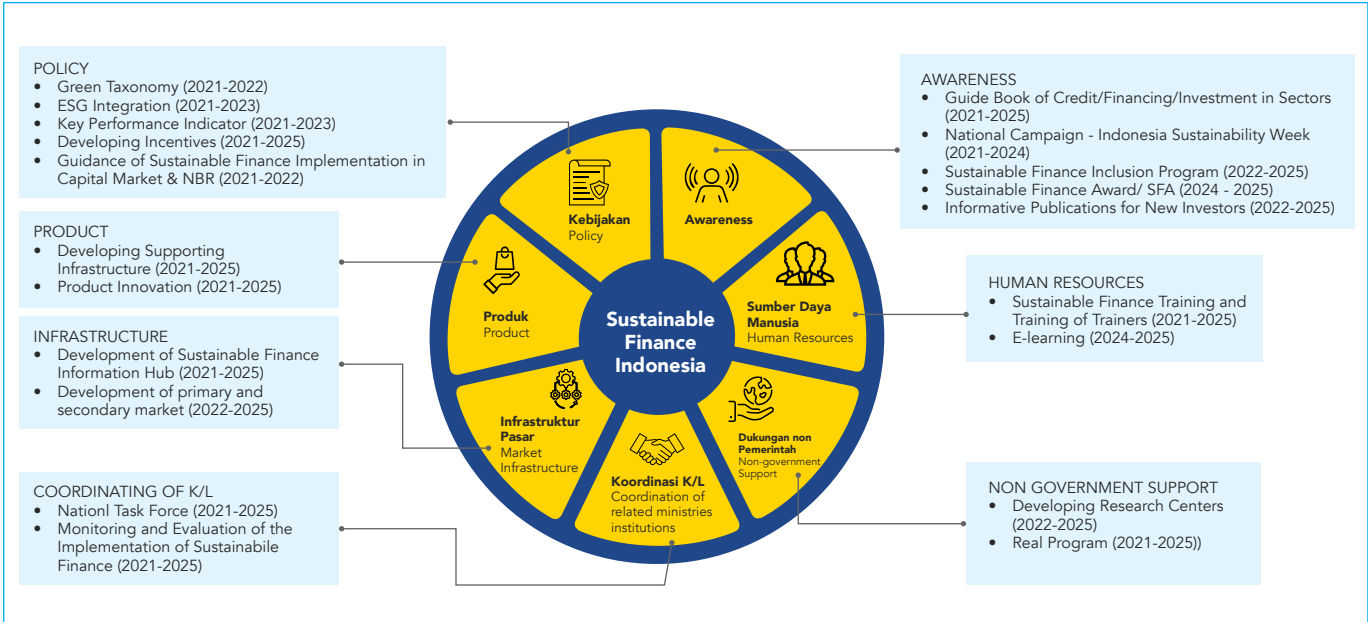 POLICY
• Green Taxonomy (2021-2022)
• ESG Integration (2021-2023)
• Key Performance Indicator (2021-2023)
• Developing Incentives (2021-2025)
• Guidance of Sustainable Finance Implementation in
Capital Market & NBR (2021-2022)
PRODUCT
• Developing Supporting
Infrastructure (2021-2025)
• Product Innovation (2021-2025)
INFRASTRUCTURE
• Development of Sustainable Finance
Information Hub (2021-2025)
• Development of primary and
secondary market (2022-2025)
COORDINATING OF K/L
• Nationl Task Force (2021-2025)
• Monitoring and Evaluation of the
Implementation of Sustainabile
Finance (2021-2025)
Kebijakan
Policy
Awareness
Produk
Product
Sumber Daya
Manusia
Human Resources
Sustainable
Finance
Indonesia
Infrastruktur
Pasar
Market
Infrastructure
Koordinasi K/L
Coordination of
related ministries
institutions
Dukungan non
Pemerintah
Non-government
Support
AWARENESS
• Guide Book of Credit/Financing/Investment in Sectors
(2021-2025)
• National Campaign - Indonesia Sustainability Week
(2021-2024)
• Sustainable Finance Inclusion Program (2022-2025)
• Sustainable Finance Award/ SFA (2024 - 2025)
• Informative Publications for New Investors (2022-2025)
HUMAN RESOURCES
• Sustainable Finance Training and
Training of Trainers (2021-2025)
• E-learning (2024-2025)
NON GOVERNMENT SUPPORT
• Developing Research Centers
(2022-2025)
• Real Program (2021-2025))